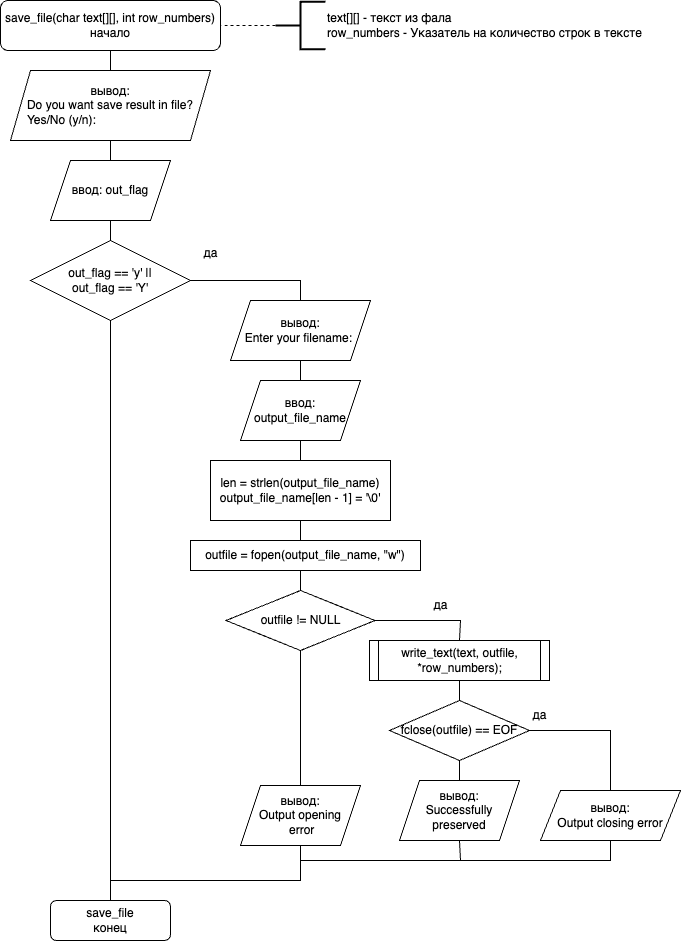 save_file(char text[][], int row_numbers)
начало
text[][] - текст из фала
row_numbers - Указатель на количество строк в тексте
вывод:
Do you want save result in file?
Yes/No (y/n):
ввод: out_flag
out_flag == 'y' ||
out_flag == 'Y'
да
вывод:
Enter your filename:
ввод:
output_file_name
len = strlen(output_file_name)
output_file_name[len - 1] = '\0'
outfile = fopen(output_file_name, "w")
outfile != NULL
да
write_text(text, outfile,
*row_numbers);
fclose(outfile) == EOF
да
вывод:
Output opening
error
вывод:
Successfully
preserved
вывод:
Output closing error
save_file
конец